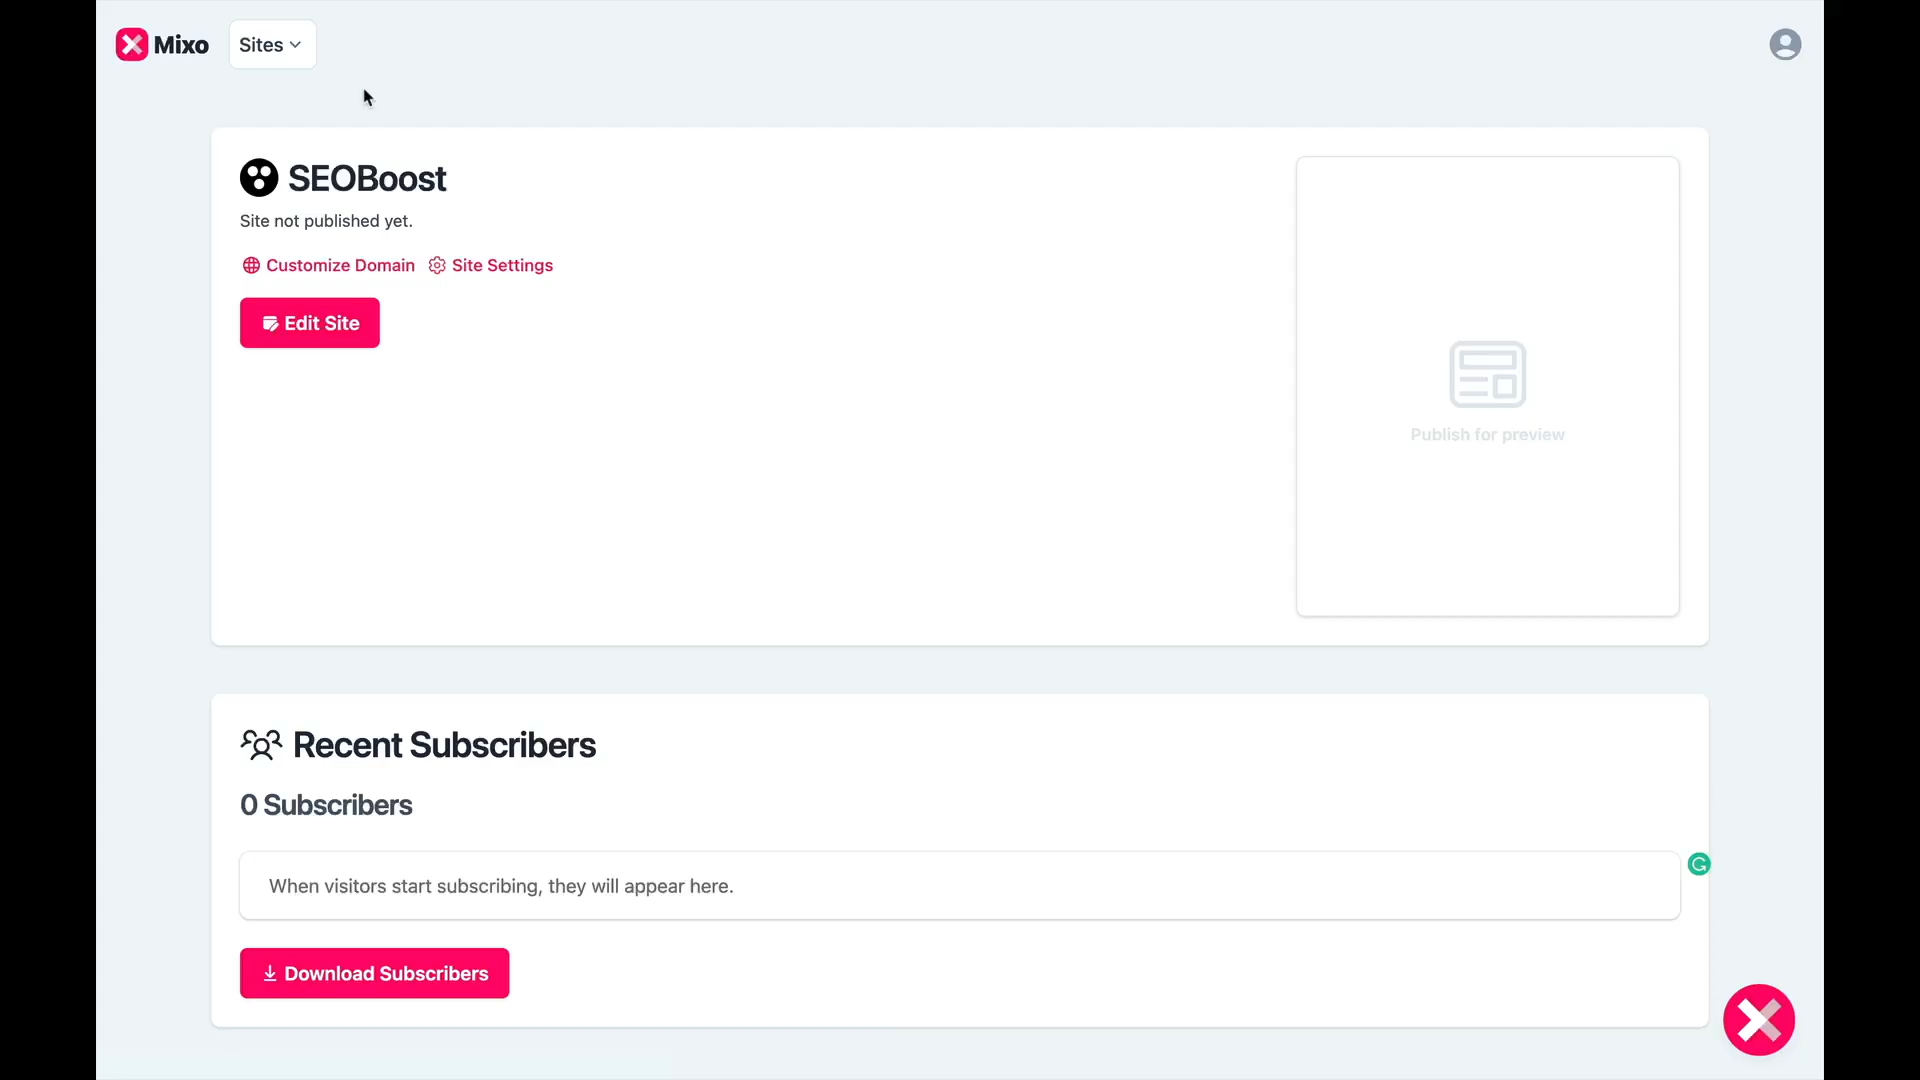 Mixo
Sites
SEOBoost
Site not published yet.
Customize Domain
Site Settings
Edit Site
Publish for preview
Recent Subscribers
0 Subscribers
When visitors start subscribing, they will appear here.
Download Subscribers